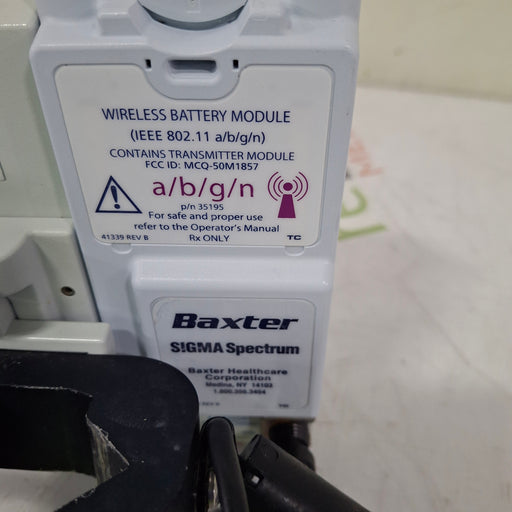 WIRELESS BATTERY MODULE
(IEEE 802.11 a/b/g/n)
CONTAINS TRANSMITTER MODULE
FCC ID: MCQ-50M1857
a/b/g/n
p/n 35195
For safe and proper use
refer to the Operator's Manual
41339 REV B Rx ONLY TC
Baxter
SIGMA Spectrum
Baxter Healthcare
Corporation
Medina, NY 14103